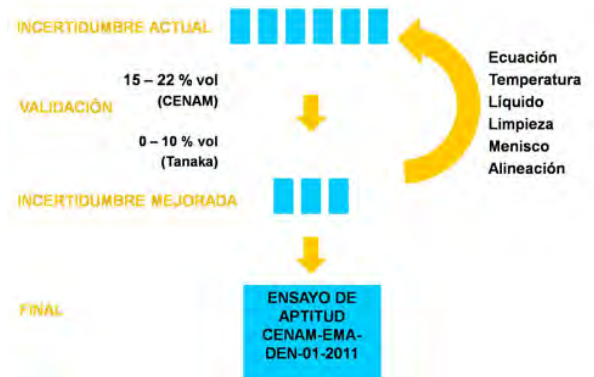 INCERTIDUMBRE ACTUAL
Ecuación
Temperatura
Líquido
Limpieza
Menisco
Alineación
15 – 22 % vol
(CENAM)
VALIDACIÓN
0 – 10 % vol
(Tanaka)
INCERTIDUMBRE MEJORADA
FINAL
ENSAYO DE
APTITUD
CENAM-EMA-
DEN-01-2011